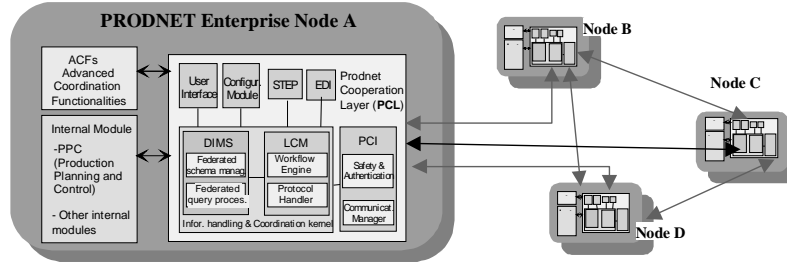 PRODNET Enterprise Node A
ACFs
Advanced
Coordination
Functionalities
Internal Module
-PPC
(Production
Planning and
Control)
- Other internal
modules
User
Interface
Configur.
Module
STEP
EDI
Prodnet
Cooperation
Layer (PCL)
DIMS
Federated
schema manag.
Federated
query proces.
LCM
Workflow
Engine
Protocol
Handler
PCI
Safety &
Authentication
Communicat.
Manager
Infor. handling & Coordination kernel
Node B
Node C
Node D